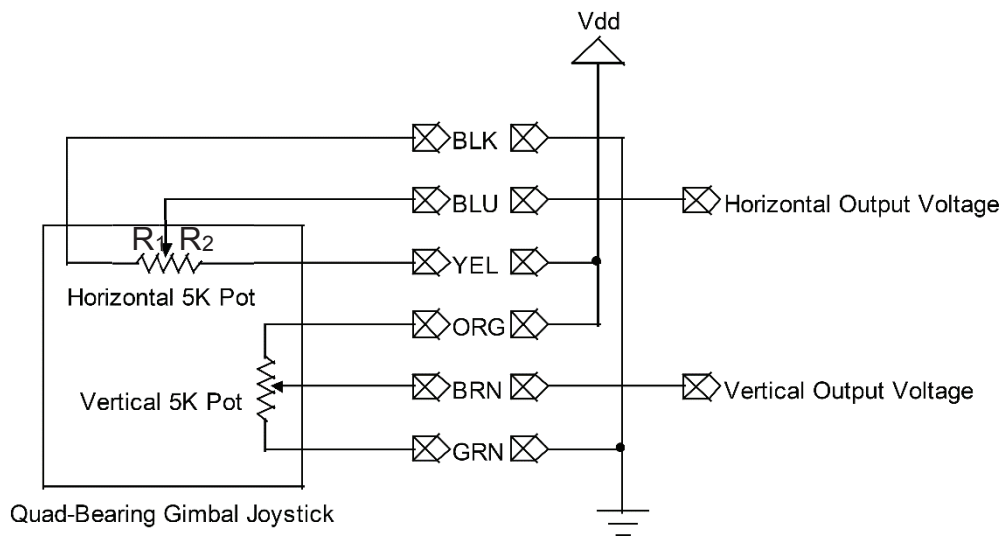 Vdd
BLK
BLU
Horizontal Output Voltage
R1 R2
YEL
Horizontal 5K Pot
ORG
BRN
Vertical Output Voltage
Vertical 5K Pot
GRN
Quad-Bearing Gimbal Joystick